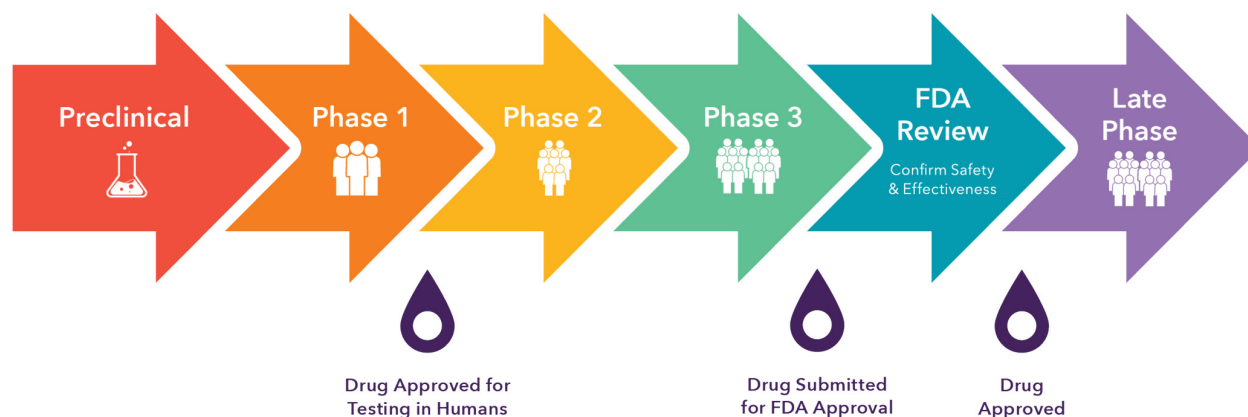 Preclinical
Phase 1
Phase 2
Phase 3
FDA
Review
Confirm Safety
& Effectiveness
Late
Phase
Drug Approved for
Testing in Humans
Drug Submitted
for FDA Approval
Drug
Approved